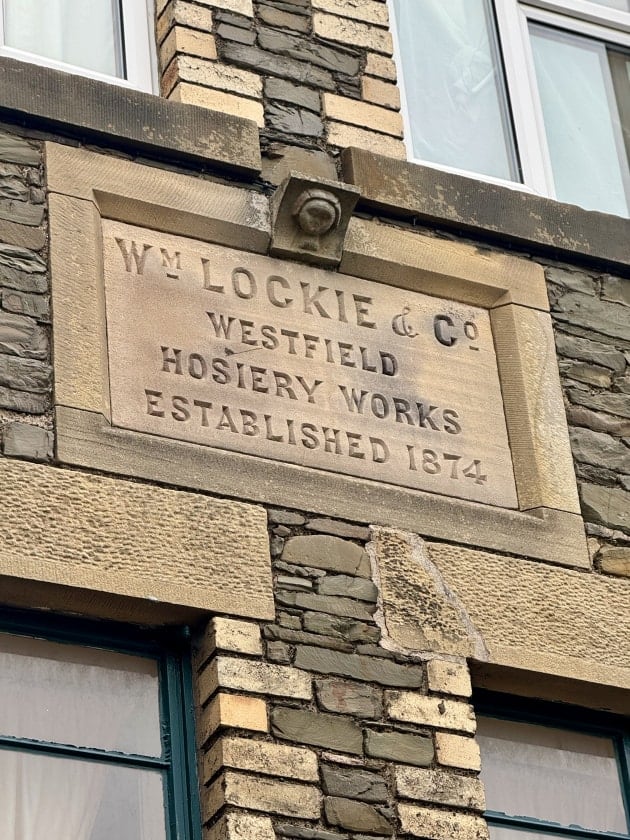 Wᴹ LOCKIE & Cº
WESTFIELD
HOSIERY WORKS
ESTABLISHED 1874